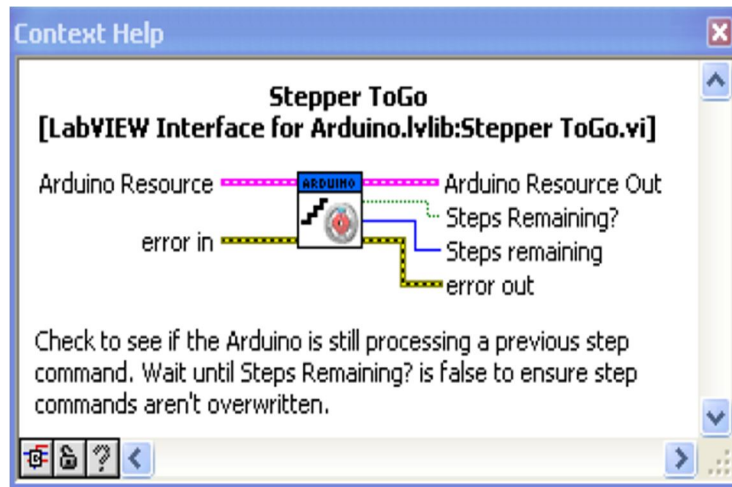 Context Help
Stepper ToGo
[LabVIEW Interface for Arduino.lvlib:Stepper ToGo.vi]
Arduino Resource
ARDUINO
Arduino Resource Out
Steps Remaining?
error in
Steps remaining
error out
Check to see if the Arduino is still processing a previous step
command. Wait until Steps Remaining? is false to ensure step
commands aren't overwritten.
?